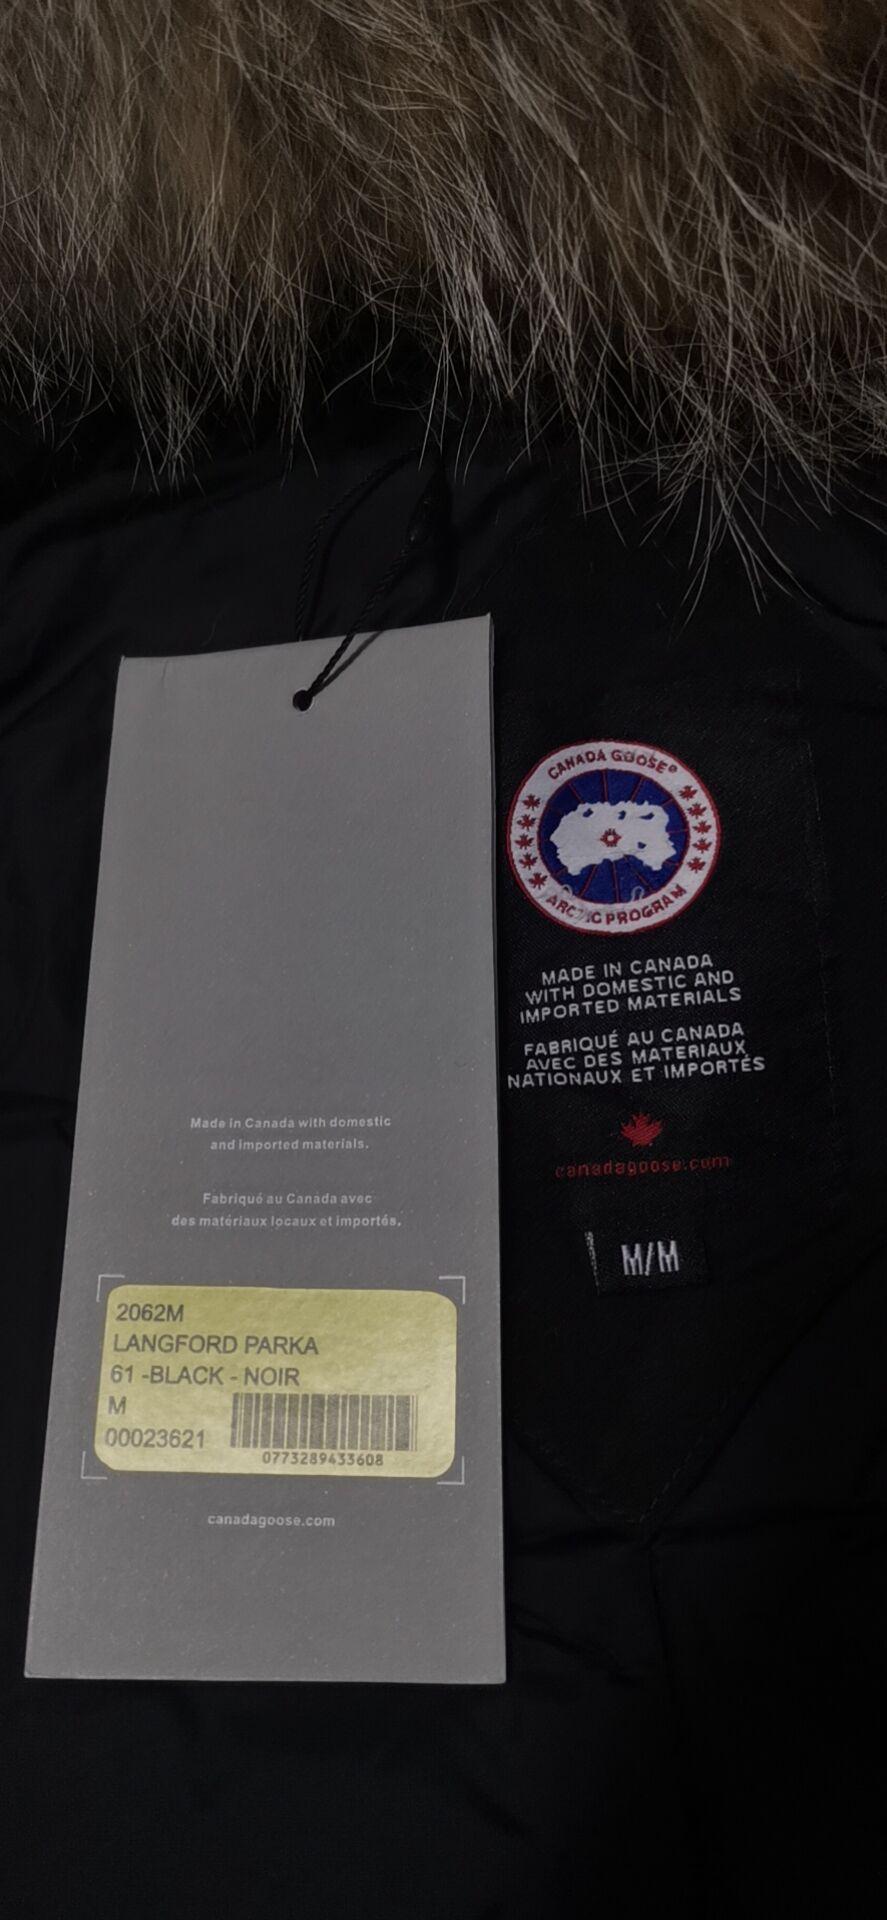 Made in Canada with domestic
and imported materials.
Fabriqué au Canada avec
des matériaux locaux et importés.
2062M
LANGFORD PARKA
61 -BLACK - NOIR
M
00023621
0773289433608
canadagoose.com
CANADA GOOSE®
ARCTIC PROGRAM
MADE IN CANADA
WITH DOMESTIC AND
IMPORTED MATERIALS
FABRIQUÉ AU CANADA
AVEC DES MATERIAUX
NATIONAUX ET IMPORTÉS
canadagoose.com
M/M